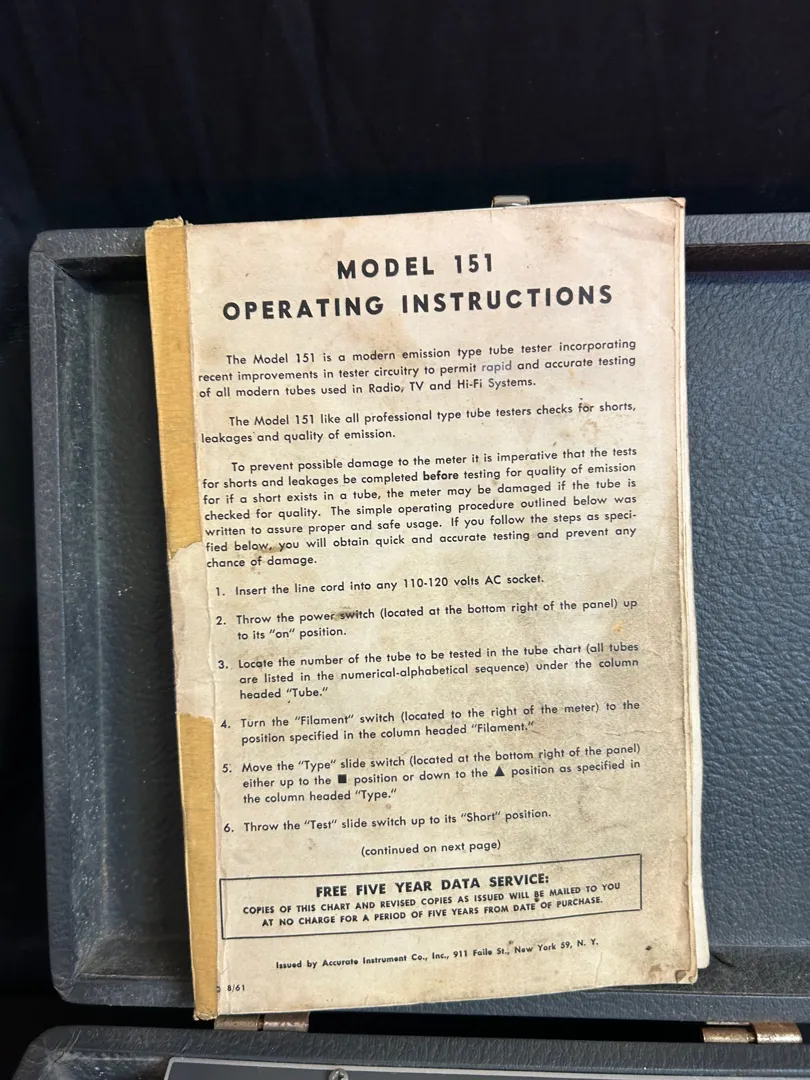 MODEL 151
OPERATING INSTRUCTIONS
The Model 151 is a modern emission type tube tester incorporating
recent improvements in tester circuitry to permit rapid and accurate testing
of all modern tubes used in Radio, TV and Hi-Fi Systems.
The Model 151 like all professional type tube testers checks for shorts,
leakages and quality of emission.
To prevent possible damage to the meter it is imperative that the tests
for shorts and leakages be completed before testing for quality of emission
for if a short exists in a tube, the meter may be damaged if the tube is
checked for quality. The simple operating procedure outlined below was
written to assure proper and safe usage. If you follow the steps as speci-
fied below, you will obtain quick and accurate testing and prevent any
chance of damage.
1. Insert the line cord into any 110-120 volts AC socket.
2. Throw the power switch (located at the bottom right of the panel) up
to its "on" position.
3. Locate the number of the tube to be tested in the tube chart (all tubes
are listed in the numerical-alphabetical sequence) under the column
headed "Tube."
4. Turn the "Filament" switch (located to the right of the meter) to the
position specified in the column headed "Filament."
5. Move the "Type" slide switch (located at the bottom right of the panel)
either up to the ■ position or down to the ▲ position as specified in
the column headed "Type."
6. Throw the "Test" slide switch up to its "Short" position.
(continued on next page)
FREE FIVE YEAR DATA SERVICE:
COPIES OF THIS CHART AND REVISED COPIES AS ISSUED WILL BE MAILED TO YOU
AT NO CHARGE FOR A PERIOD OF FIVE YEARS FROM DATE OF PURCHASE.
Issued by Accurate Instrument Co., Inc., 911 Faile St., New York 59, N. Y.
8/61